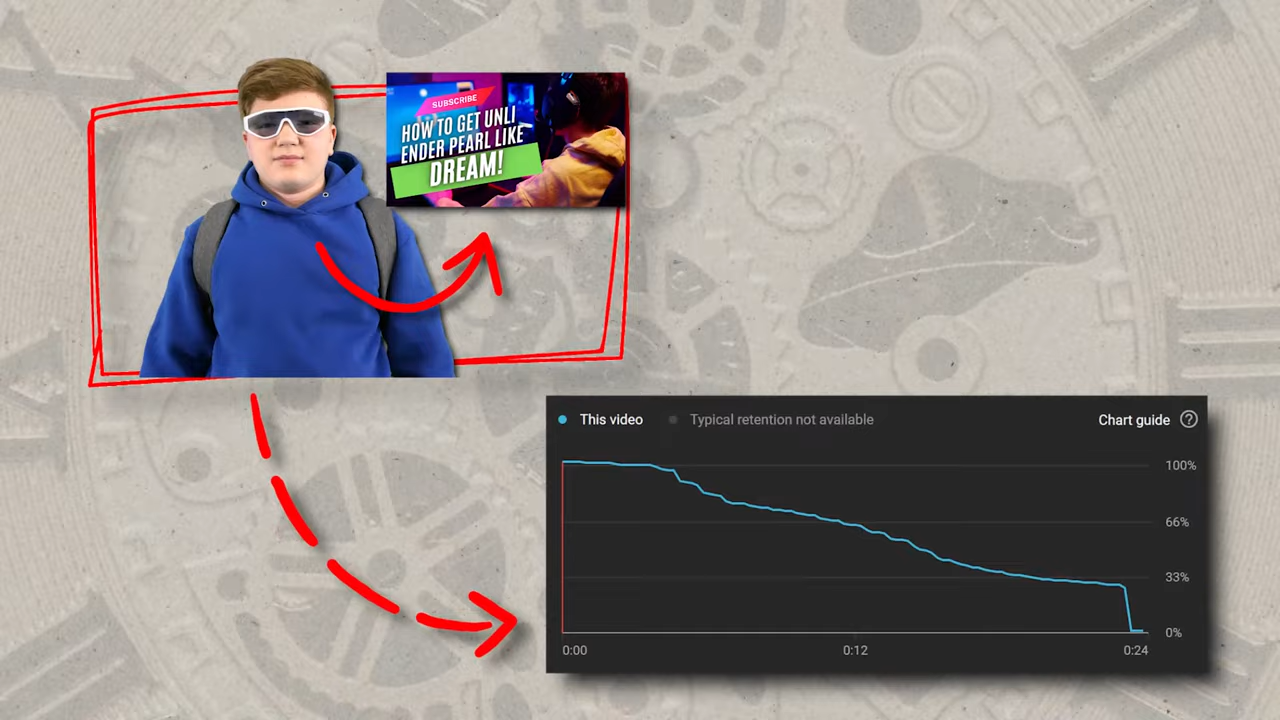 SUBSCRIBE
HOW TO GET UNLI
ENDER PEARL LIKE
DREAM!
This video
Typical retention not available
Chart guide ?
100%
66%
33%
0%
0:00
0:12
0:24